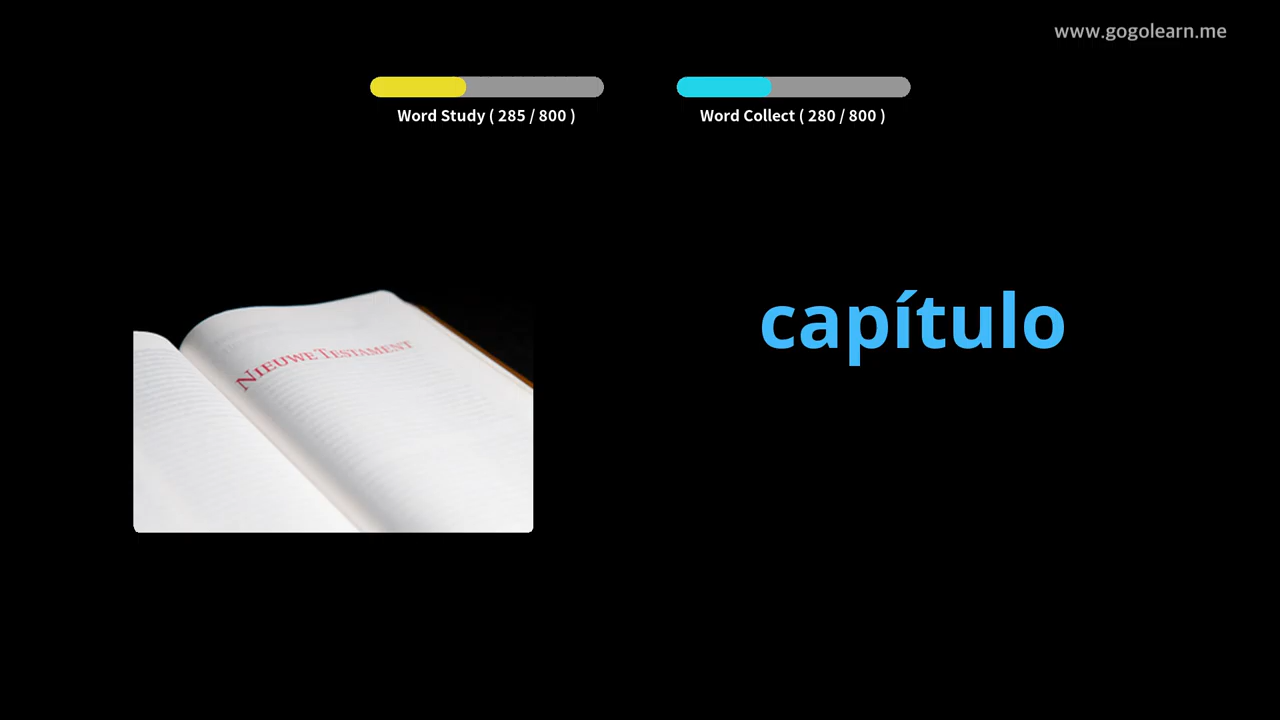 www.gogolearn.me
Word Study ( 285 / 800 )
Word Collect ( 280 / 800 )
NIEUWE TESTAMENT
capítulo